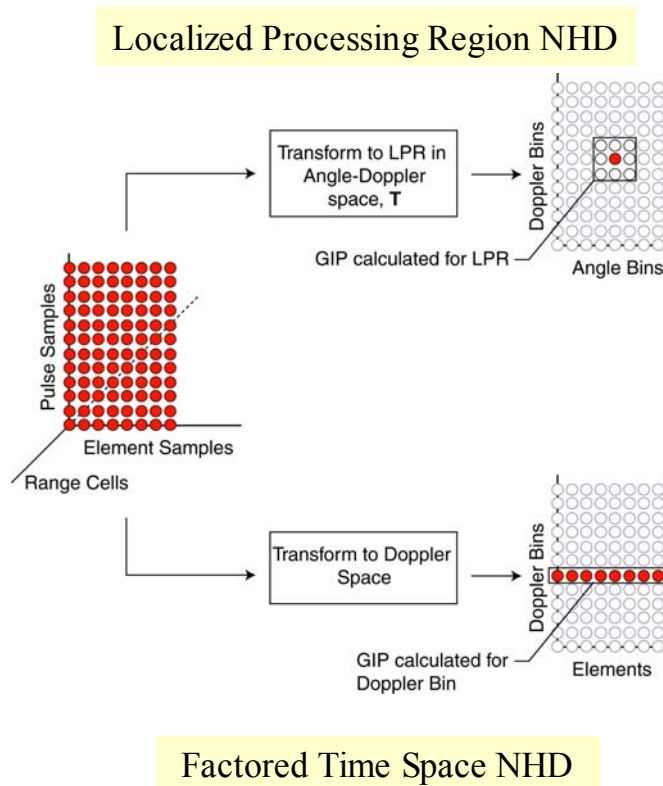 Localized Processing Region NHD
Transform to LPR in
Angle-Doppler
space, T
Doppler Bins
GIP calculated for LPR
Angle Bins
Pulse Samples
Element Samples
Range Cells
Transform to Doppler
Space
Doppler Bins
GIP calculated for
Doppler Bin
Elements
Factored Time Space NHD